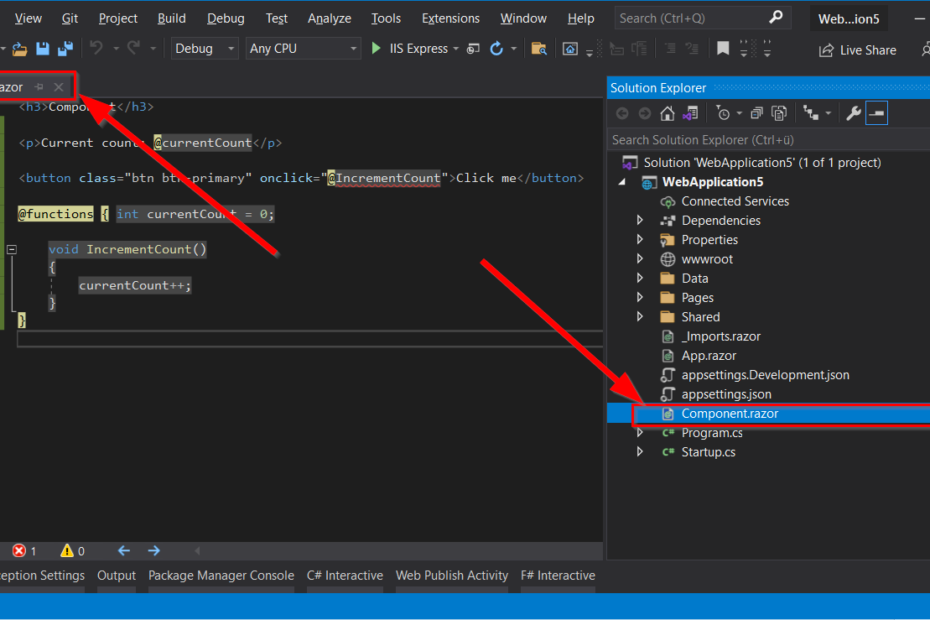 View Git Project Build Debug Test Analyze Tools Extensions Window Help Search (Ctrl+Q) Web...ion5
Debug Any CPU IIS Express Live Share
azor
<h3>Component</h3>
<p>Current count: @currentCount</p>
<button class="btn btn-primary" onclick="@IncrementCount">Click me</button>
@functions { int currentCount = 0;
void IncrementCount()
{
currentCount++;
}
}
Solution Explorer
Search Solution Explorer (Ctrl+ü)
Solution 'WebApplication5' (1 of 1 project)
WebApplication5
Connected Services
Dependencies
Properties
wwwroot
Data
Pages
Shared
_Imports.razor
App.razor
appsettings.Development.json
appsettings.json
Component.razor
C# Program.cs
C# Startup.cs
1 0
eption Settings Output Package Manager Console C# Interactive Web Publish Activity F# Interactive